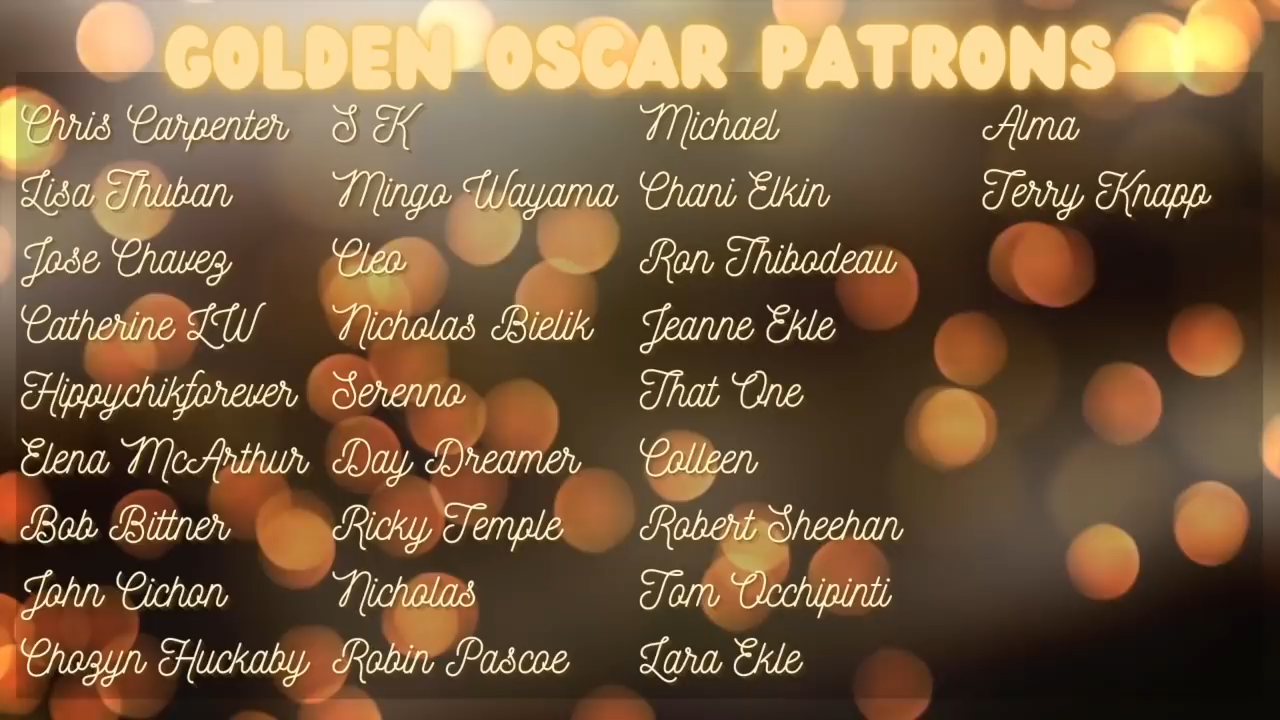 GOLDEN OSCAR PATRONS
Chris Carpenter
Lisa Thuban
Jose Chavez
Catherine LW
Hippychikforever
Elena McArthur
Bob Bittner
John Cichon
Chozyn Huckaby
S K
Mingo Wayama
Cleo
Nicholas Bielik
Serenno
Day Dreamer
Ricky Temple
Nicholas
Robin Pascoe
Michael
Chani Elkin
Ron Thibodeau
Jeanne Ekle
That One
Colleen
Robert Sheehan
Tom Occhipinti
Lara Ekle
Alma
Terry Knapp